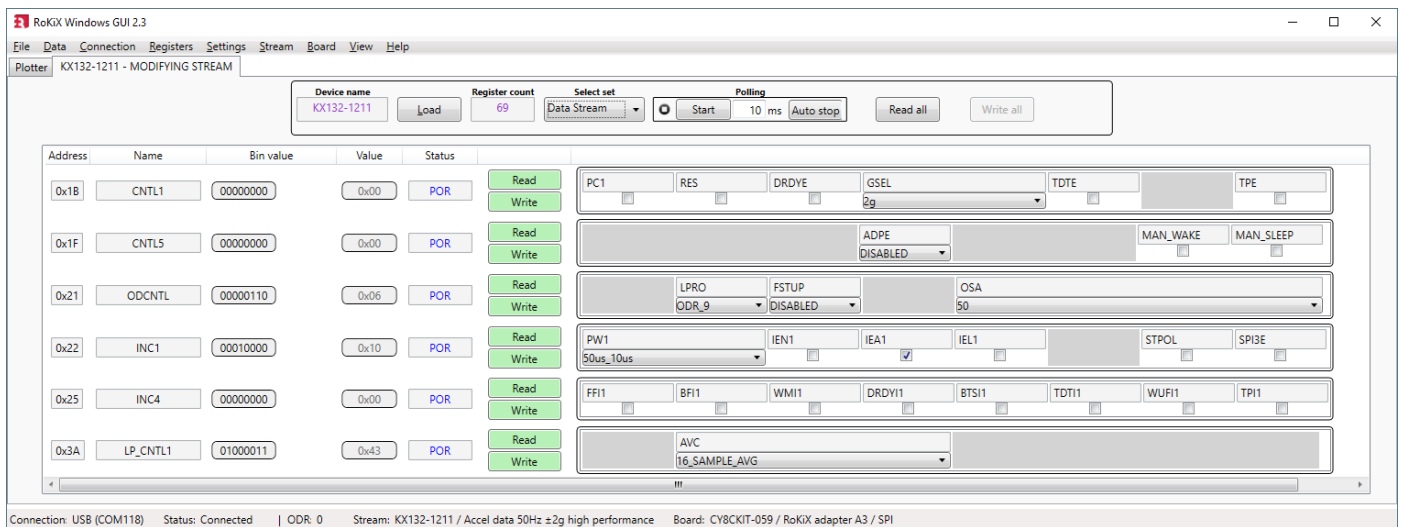 RoKiX Windows GUI 2.3
File Data Connection Registers Settings Stream Board View Help
Plotter KX132-1211 - MODIFYING STREAM
Device name Register count Select set Polling
KX132-1211 Load 69 Data Stream Start 10 ms Auto stop Read all Write all
Address Name Bin value Value Status
0x1B CNTL1 00000000 0x00 POR Read Write PC1 RES DRDYE GSEL 2g TDTE TPE
0x1F CNTL5 00000000 0x00 POR Read Write ADPE DISABLED MAN_WAKE MAN_SLEEP
0x21 ODCNTL 00000110 0x06 POR Read Write LPRO ODR_9 FSTUP DISABLED OSA 50
0x22 INC1 00010000 0x10 POR Read Write PW1 50us_10us IEN1 IEA1 IEL1 STPOL SPI3E
0x25 INC4 00000000 0x00 POR Read Write FFI1 BFI1 WMI1 DRDYI1 BTSI1 TDTI1 WUFI1 TPI1
0x3A LP_CNTL1 01000011 0x43 POR Read Write AVC 16_SAMPLE_AVG
Connection: USB (COM118) Status: Connected | ODR: 0 Stream: KX132-1211 / Accel data 50Hz ±2g high performance Board: CY8CKIT-059 / RoKiX adapter A3 / SPI